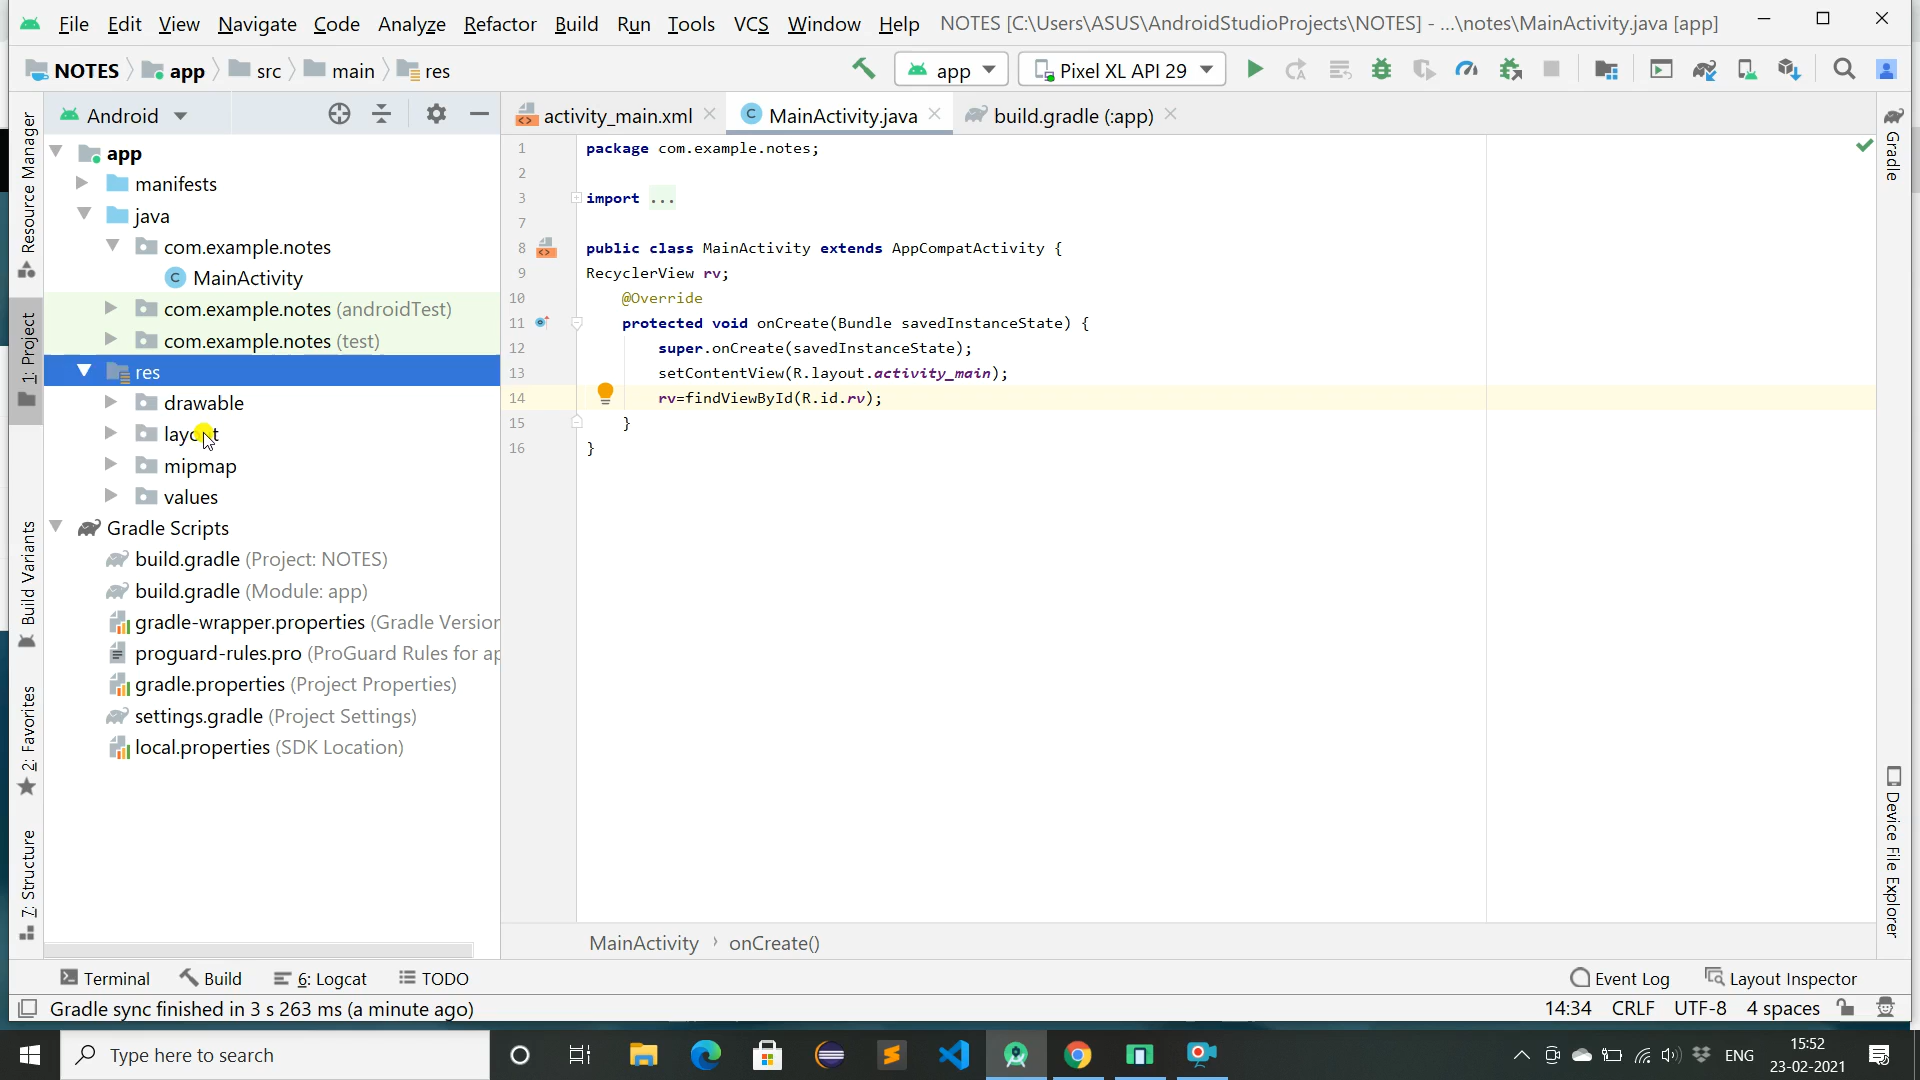 File Edit View Navigate Code Analyze Refactor Build Run Tools VCS Window Help NOTES [C:\Users\ASUS\AndroidStudioProjects\NOTES] - ...\notes\MainActivity.java [app]
NOTES app src main res app Pixel XL API 29
Android
activity_main.xml MainActivity.java build.gradle (:app)
Resource Manager
1: Project
Build Variants
2: Favorites
7: Structure
app
manifests
java
com.example.notes
MainActivity
com.example.notes (androidTest)
com.example.notes (test)
res
drawable
layout
mipmap
values
Gradle Scripts
build.gradle (Project: NOTES)
build.gradle (Module: app)
gradle-wrapper.properties (Gradle Version
proguard-rules.pro (ProGuard Rules for ap
gradle.properties (Project Properties)
settings.gradle (Project Settings)
local.properties (SDK Location)
1 package com.example.notes;
2
3 import ...
7
8 public class MainActivity extends AppCompatActivity {
9 RecyclerView rv;
10 @Override
11 protected void onCreate(Bundle savedInstanceState) {
12 super.onCreate(savedInstanceState);
13 setContentView(R.layout.activity_main);
14 rv=findViewById(R.id.rv);
15 }
16 }
Gradle
Device File Explorer
MainActivity › onCreate()
Terminal Build 6: Logcat TODO Event Log Layout Inspector
Gradle sync finished in 3 s 263 ms (a minute ago) 14:34 CRLF UTF-8 4 spaces
Type here to search ENG 15:52
23-02-2021